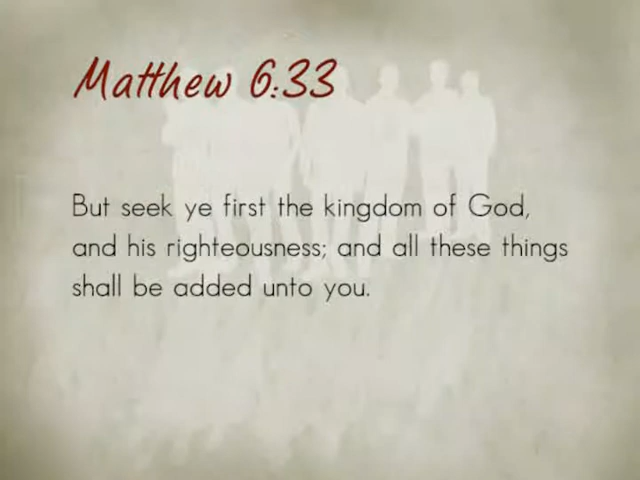 Matthew 6:33
But seek ye first the kingdom of God,
and his righteousness; and all these things
shall be added unto you.